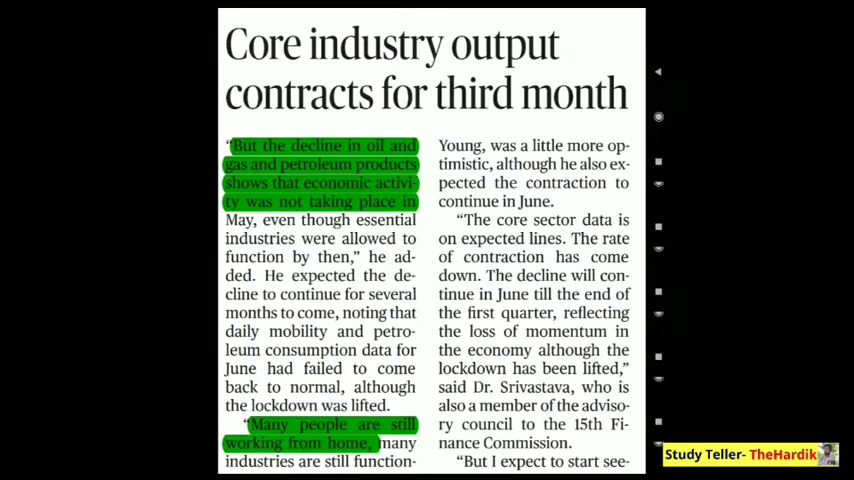 Core industry output
contracts for third month
“But the decline in oil and
gas and petroleum products
shows that economic activi-
ty was not taking place in
May, even though essential
industries were allowed to
function by then,” he ad-
ded. He expected the de-
cline to continue for several
months to come, noting that
daily mobility and petro-
leum consumption data for
June had failed to come
back to normal, although
the lockdown was lifted.
“Many people are still
working from home, many
industries are still function-
Young, was a little more op-
timistic, although he also ex-
pected the contraction to
continue in June.
“The core sector data is
on expected lines. The rate
of contraction has come
down. The decline will con-
tinue in June till the end of
the first quarter, reflecting
the loss of momentum in
the economy although the
lockdown has been lifted,”
said Dr. Srivastava, who is
also a member of the adviso-
ry council to the 15th Fi-
nance Commission.
“But I expect to start see-
Study Teller- TheHardik